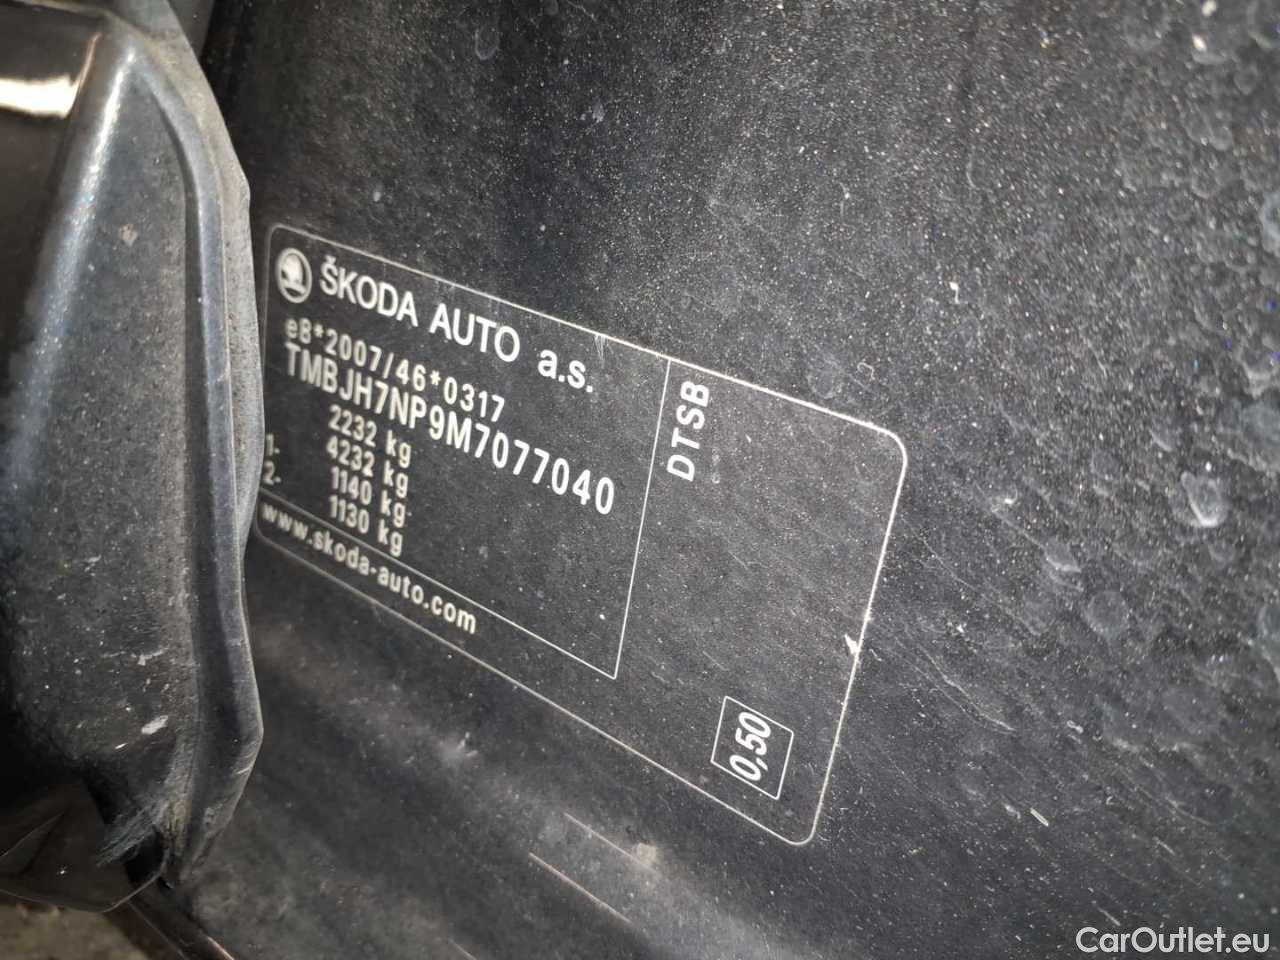 ŠKODA AUTO a.s.
e8*2007/46*0317
TMBJH7NP9M7077040
2232 kg
4232 kg
1- 1140 kg
2- 1130 kg
www.skoda-auto.com
DTSB
0,50
CarOutlet.eu